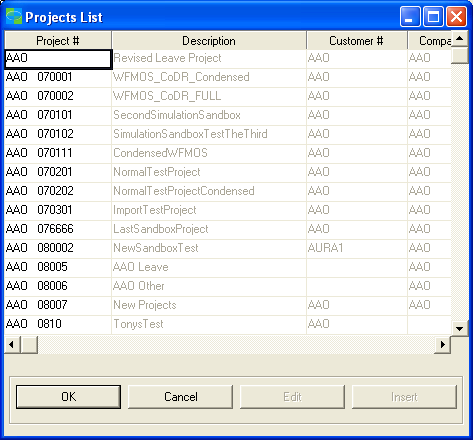 Projects List
Project # Description Customer # Compa
AAO Revised Leave Project AAO AAO
AAO 070001 WFMOS_CoDR_Condensed AAO AAO
AAO 070002 WFMOS_CoDR_FULL AAO AAO
AAO 070101 SecondSimulationSandbox AAO AAO
AAO 070102 SimulationSandboxTestTheThird AAO AAO
AAO 070111 CondensedWFMOS AAO AAO
AAO 070201 NormalTestProject AAO AAO
AAO 070202 NormalTestProjectCondensed AAO AAO
AAO 070301 ImportTestProject AAO AAO
AAO 076666 LastSandboxProject AAO AAO
AAO 080002 NewSandboxTest AURA1 AAO
AAO 08005 AAO Leave AAO
AAO 08006 AAO Other AAO
AAO 08007 New Projects AAO AAO
AAO 0810 TonysTest AAO
OK Cancel Edit Insert